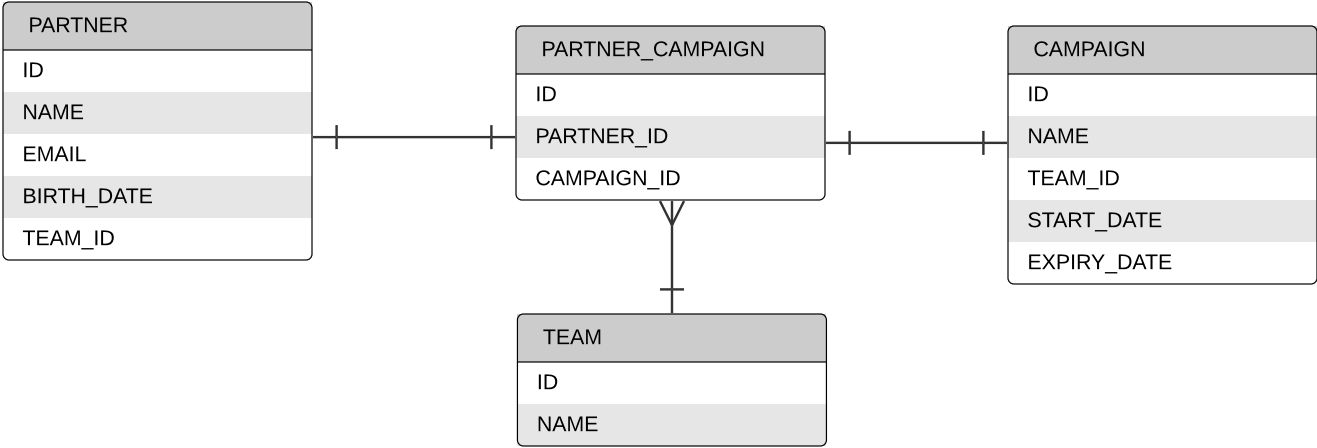 PARTNER
ID
NAME
EMAIL
BIRTH_DATE
TEAM_ID
PARTNER_CAMPAIGN
ID
PARTNER_ID
CAMPAIGN_ID
CAMPAIGN
ID
NAME
TEAM_ID
START_DATE
EXPIRY_DATE
TEAM
ID
NAME